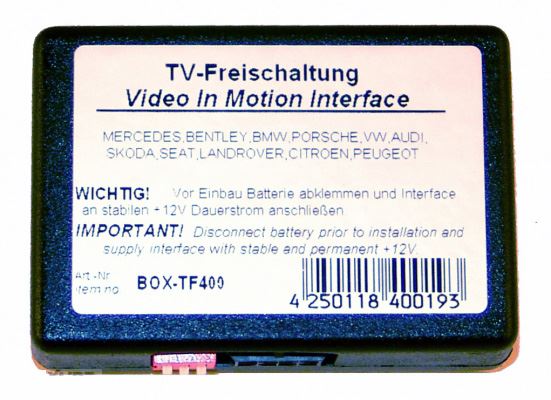 TV-Freischaltung
Video In Motion Interface
MERCEDES,BENTLEY,BMW,PORSCHE,VW,AUDI,
SKODA,SEAT,LANDROVER,CITROEN,PEUGEOT
WICHTIG! Vor Einbau Batterie abklemmen und Interface
an stabilen +12V Dauerstrom anschließen
IMPORTANT! Disconnect battery prior to installation and
supply interface with stable and permanent +12V.
Art.-Nr
item no. BOX-TF400
4 250118 400193